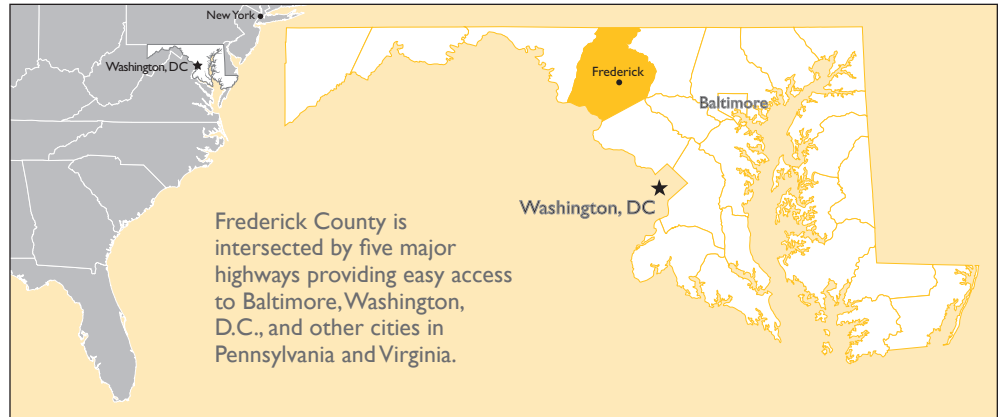 New York
Washington, DC
Frederick
Baltimore
Washington, DC
Frederick County is
intersected by five major
highways providing easy access
to Baltimore, Washington,
D.C., and other cities in
Pennsylvania and Virginia.